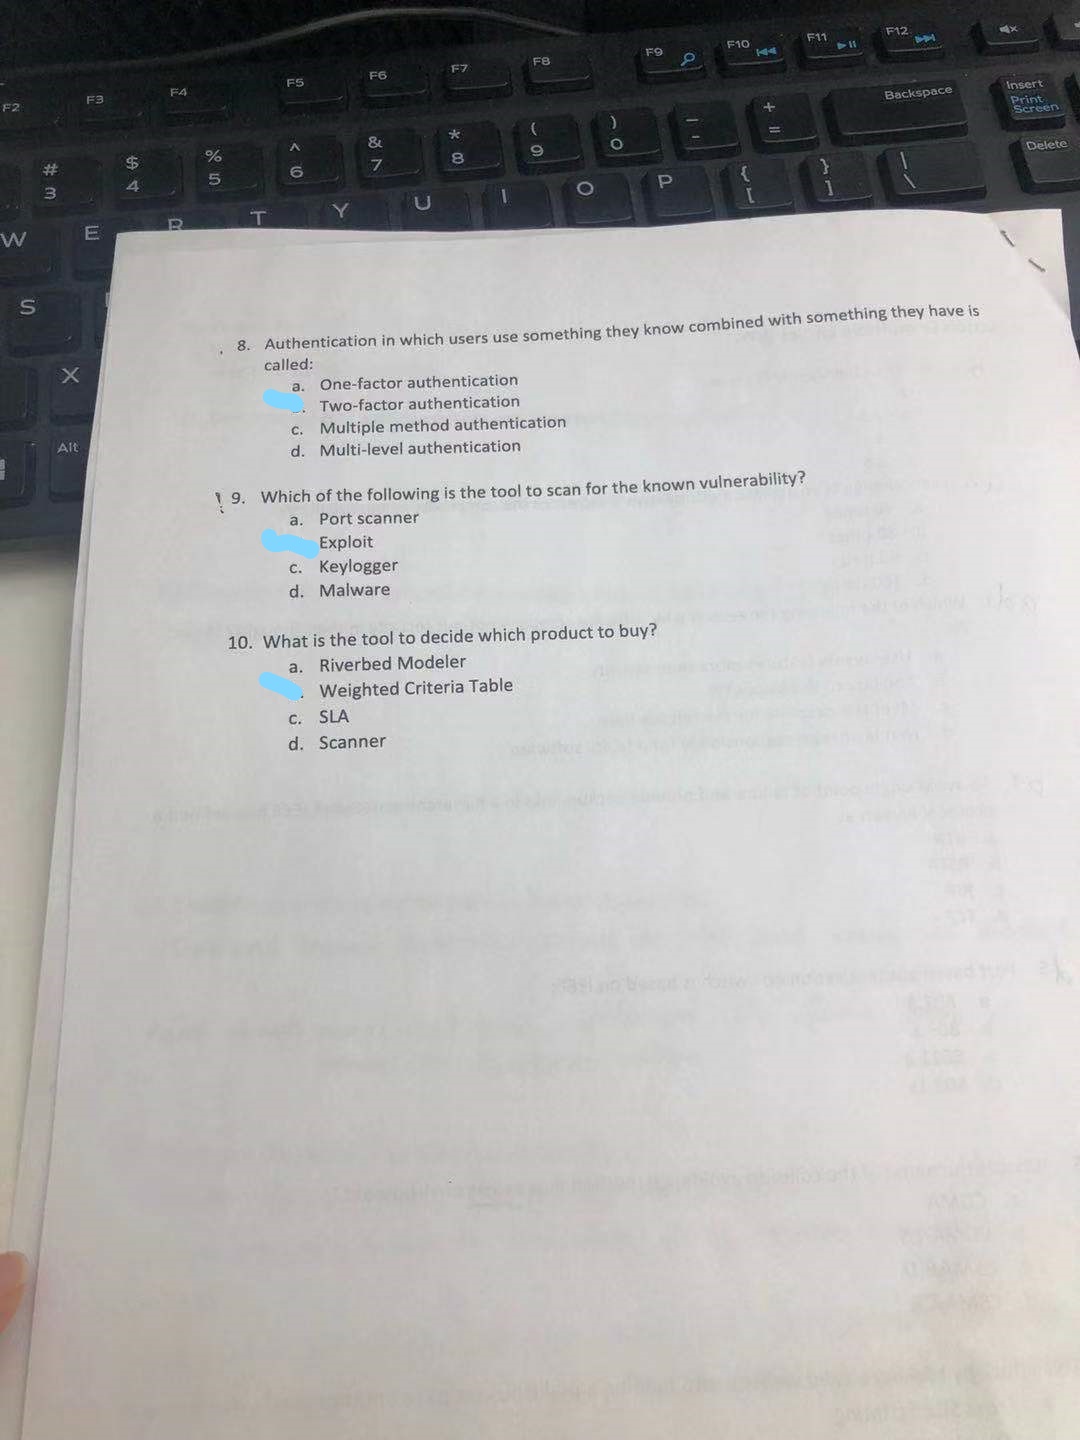 F2 F3 F4 F5 F6 F7 F8 F9 F10 F11 F12
Insert
Print
Screen
Backspace
Delete
# $ % ^ & * ( ) +
3 4 5 6 7 8 9 0 - =
W E R T Y U I O P { [ } ] | \
S
X
Alt
8. Authentication in which users use something they know combined with something they have is
called:
a. One-factor authentication
Two-factor authentication
c. Multiple method authentication
d. Multi-level authentication
9. Which of the following is the tool to scan for the known vulnerability?
a. Port scanner
Exploit
c. Keylogger
d. Malware
10. What is the tool to decide which product to buy?
a. Riverbed Modeler
. Weighted Criteria Table
c. SLA
d. Scanner